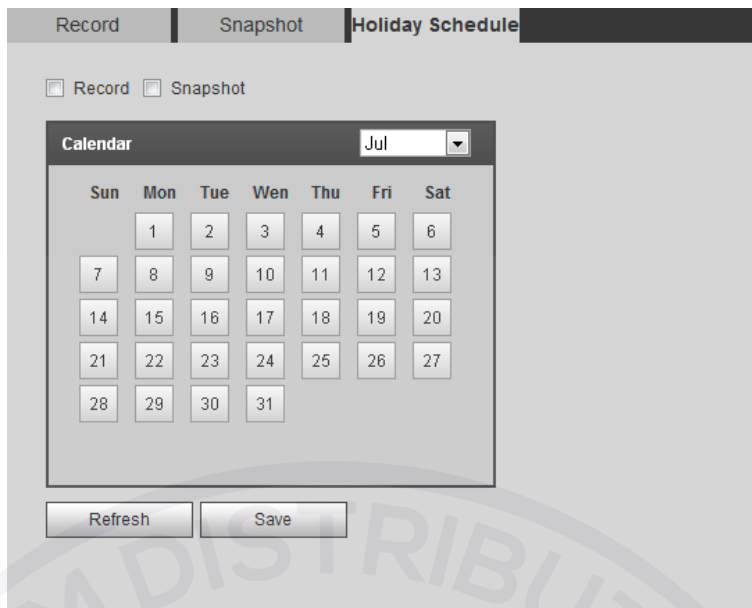 Record Snapshot Holiday Schedule
Record Snapshot
Calendar Jul
Sun Mon Tue Wen Thu Fri Sat
1 2 3 4 5 6
7 8 9 10 11 12 13
14 15 16 17 18 19 20
21 22 23 24 25 26 27
28 29 30 31
Refresh Save
M DISTRIBUT